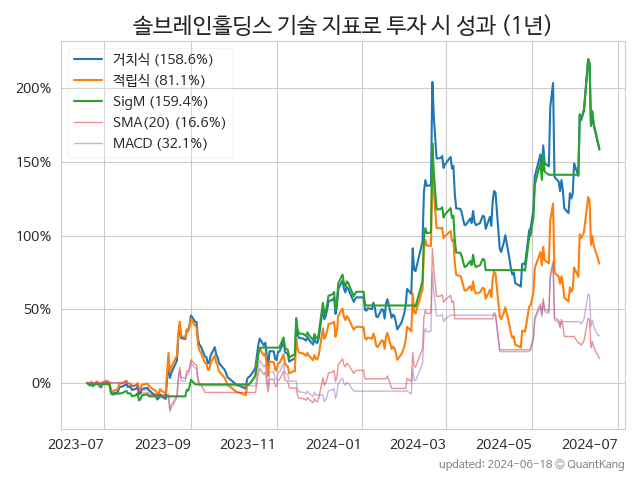 솔브레인홀딩스 기술 지표로 투자 시 성과 (1년)
거치식 (158.6%)
적립식 (81.1%)
SigM (159.4%)
SMA(20) (16.6%)
MACD (32.1%)
200%
150%
100%
50%
0%
2023-07 2023-09 2023-11 2024-01 2024-03 2024-05 2024-07
updated: 2024-06-18 © QuantKang